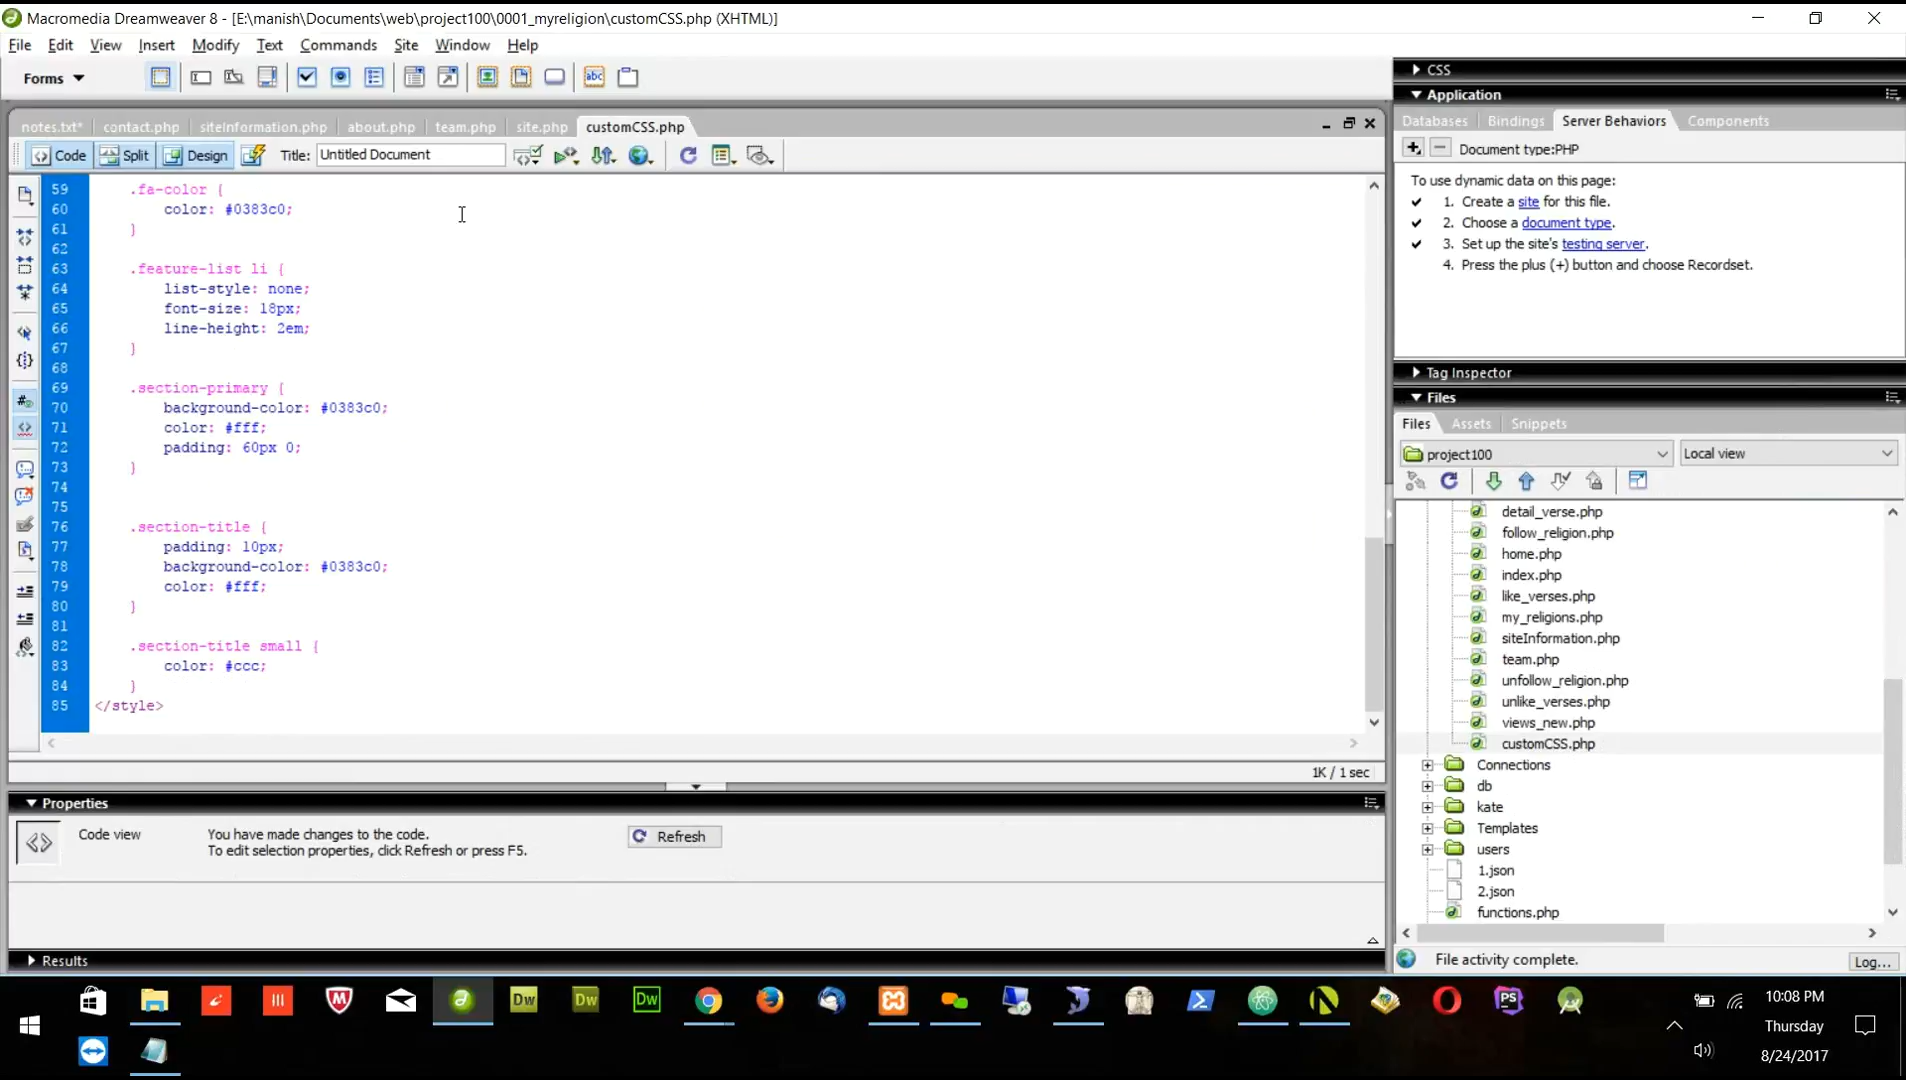 Macromedia Dreamweaver 8 - [E:\manish\Documents\web\project100\0001_myreligion\customCSS.php (XHTML)]
File Edit View Insert Modify Text Commands Site Window Help
Forms
abc
notes.txt* contact.php siteInformation.php about.php team.php site.php customCSS.php
Code Split Design Title: Untitled Document
59 .fa-color {
60 color: #0383c0;
61 }
62
63 .feature-list li {
64 list-style: none;
65 font-size: 18px;
66 line-height: 2em;
67 }
68
69 .section-primary {
70 background-color: #0383c0;
71 color: #fff;
72 padding: 60px 0;
73 }
74
75
76 .section-title {
77 padding: 10px;
78 background-color: #0383c0;
79 color: #fff;
80 }
81
82 .section-title small {
83 color: #ccc;
84 }
85 </style>
1K / 1 sec
Properties
Code view
You have made changes to the code.
To edit selection properties, click Refresh or press F5.
Refresh
Results
CSS
Application
Databases Bindings Server Behaviors Components
Document type:PHP
To use dynamic data on this page:
1. Create a site for this file.
2. Choose a document type.
3. Set up the site's testing server.
4. Press the plus (+) button and choose Recordset.
Tag Inspector
Files
Files Assets Snippets
project100 Local view
detail_verse.php
follow_religion.php
home.php
index.php
like_verses.php
my_religions.php
siteInformation.php
team.php
unfollow_religion.php
unlike_verses.php
views_new.php
customCSS.php
Connections
db
kate
Templates
users
1.json
2.json
functions.php
File activity complete.
Log...
Dw Dw Dw PS
10:08 PM
Thursday
8/24/2017